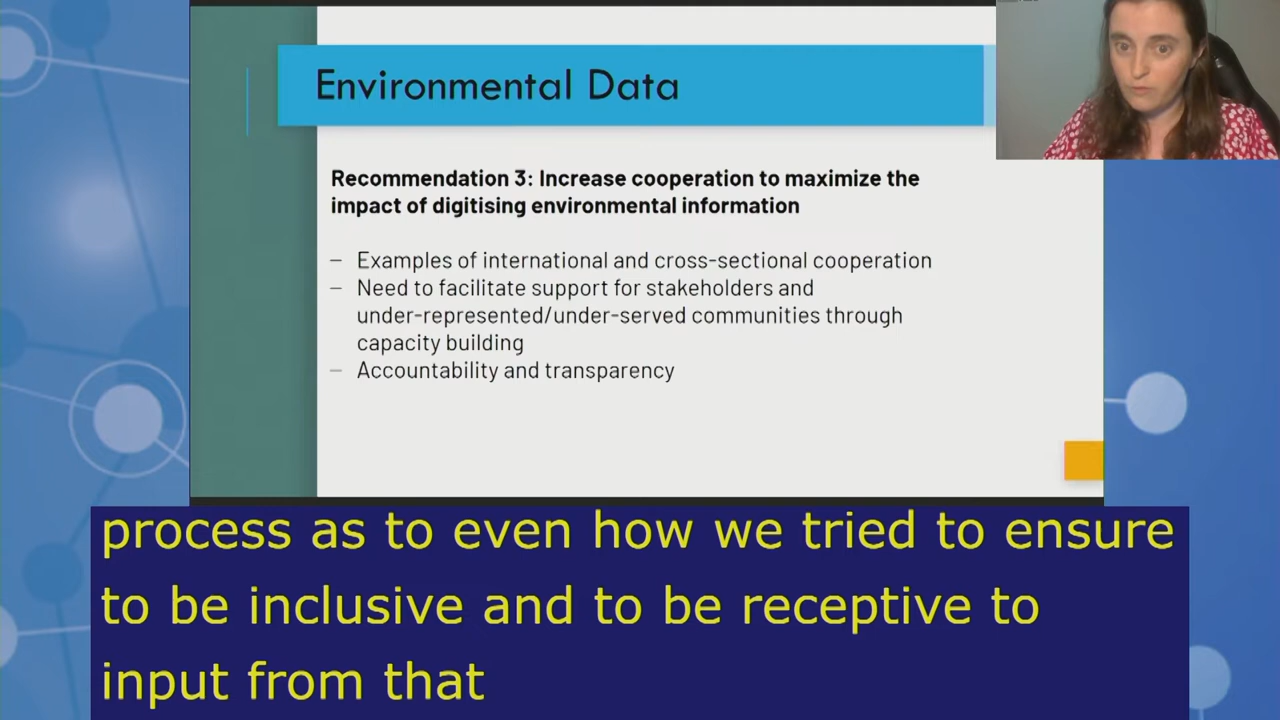 Environmental Data
Recommendation 3: Increase cooperation to maximize the
impact of digitising environmental information
– Examples of international and cross-sectional cooperation
– Need to facilitate support for stakeholders and
under-represented/under-served communities through
capacity building
– Accountability and transparency
process as to even how we tried to ensure
to be inclusive and to be receptive to
input from that